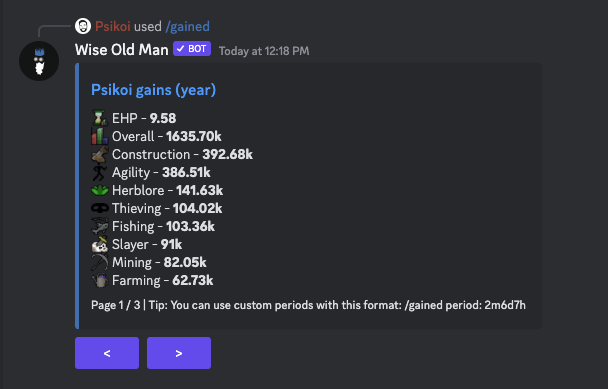 Psikoi used /gained
Wise Old Man ✓ BOT Today at 12:18 PM
Psikoi gains (year)
EHP - 9.58
Overall - 1635.70k
Construction - 392.68k
Agility - 386.51k
Herblore - 141.63k
Thieving - 104.02k
Fishing - 103.36k
Slayer - 91k
Mining - 82.05k
Farming - 62.73k
Page 1 / 3 | Tip: You can use custom periods with this format: /gained period: 2m6d7h
< >